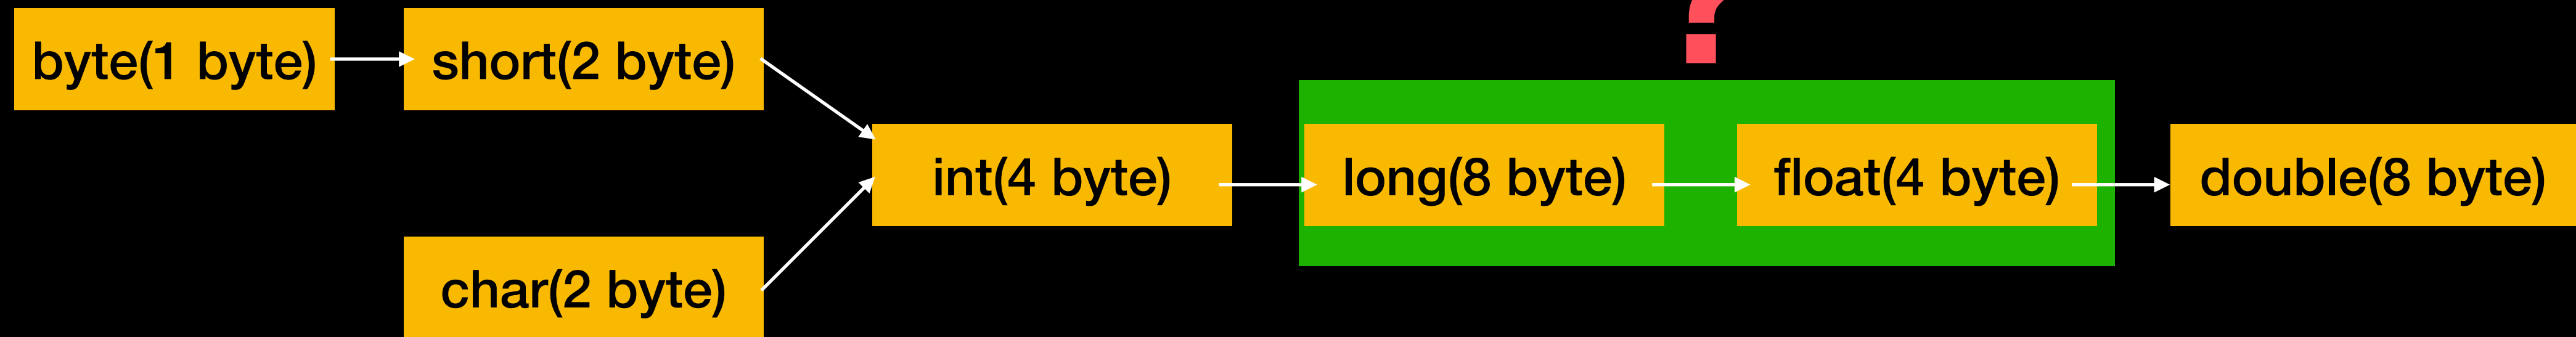 ?
byte(1 byte)
short(2 byte)
int(4 byte)
long(8 byte)
float(4 byte)
double(8 byte)
char(2 byte)